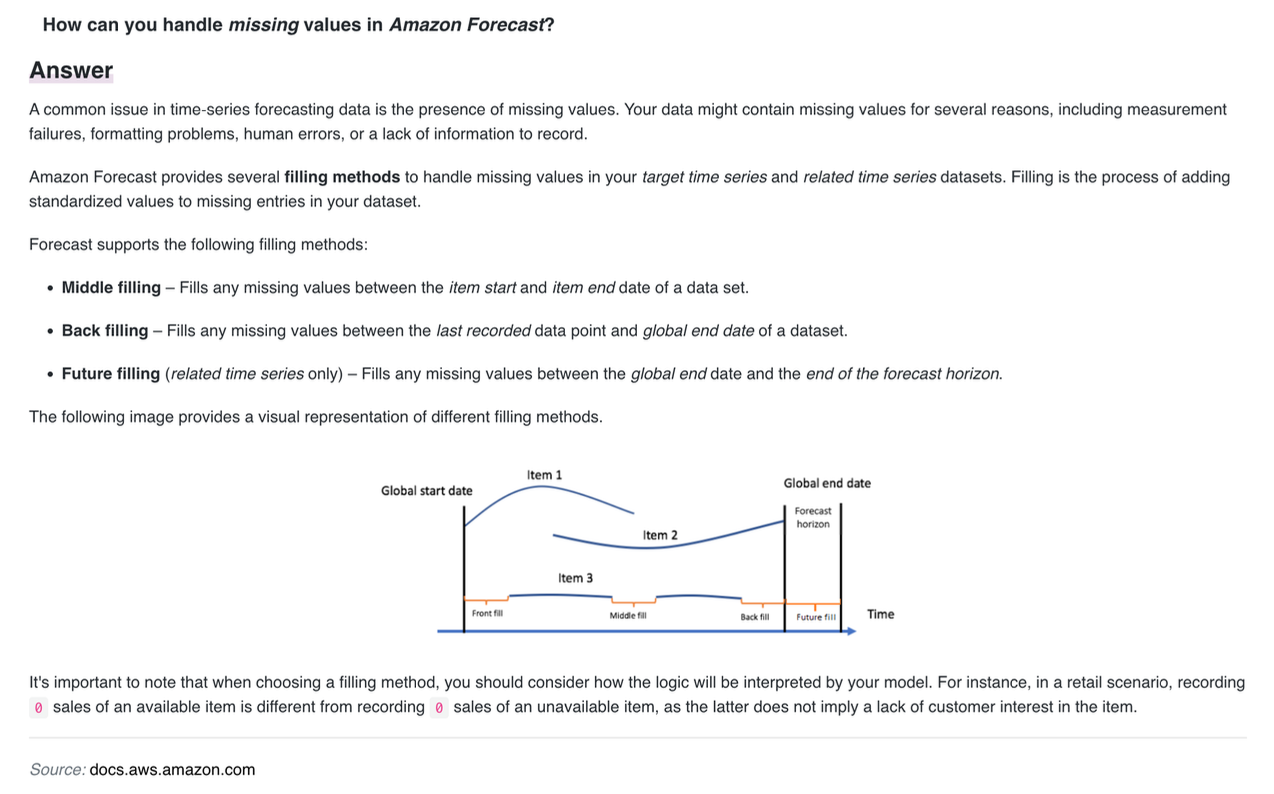 How can you handle missing values in Amazon Forecast?
Answer
A common issue in time-series forecasting data is the presence of missing values. Your data might contain missing values for several reasons, including measurement
failures, formatting problems, human errors, or a lack of information to record.
Amazon Forecast provides several filling methods to handle missing values in your target time series and related time series datasets. Filling is the process of adding
standardized values to missing entries in your dataset.
Forecast supports the following filling methods:
• Middle filling – Fills any missing values between the item start and item end date of a data set.
• Back filling – Fills any missing values between the last recorded data point and global end date of a dataset.
• Future filling (related time series only) – Fills any missing values between the global end date and the end of the forecast horizon.
The following image provides a visual representation of different filling methods.
Item 1
Global start date
Global end date
Forecast
horizon
Item 2
Item 3
Front fill
Middle fill
Back fill
Future fill
Time
It's important to note that when choosing a filling method, you should consider how the logic will be interpreted by your model. For instance, in a retail scenario, recording
0 sales of an available item is different from recording 0 sales of an unavailable item, as the latter does not imply a lack of customer interest in the item.
Source: docs.aws.amazon.com